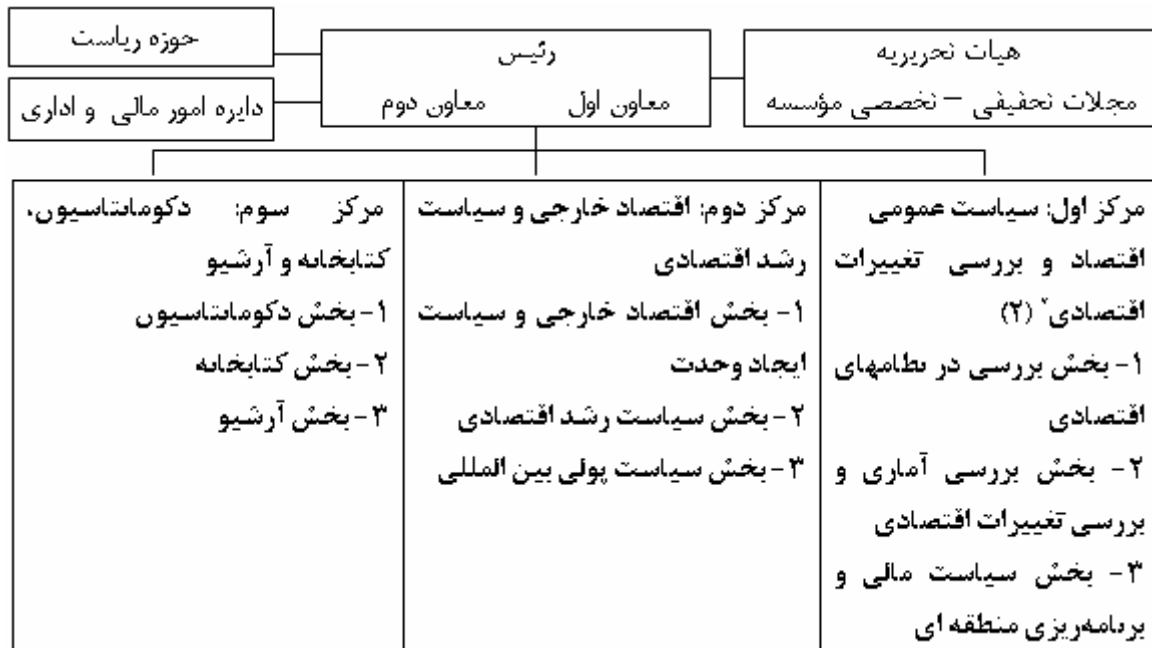 حوزه ریاست
دایره امور مالی و اداری
رئیس
معاون اول معاون دوم
هیات تحریریه
مجلات تحقیقی – تخصصی مؤسسه
مرکز اول: سیاست عمومی
اقتصاد و بررسی تغییرات
اقتصادی* (۲)
۱- بخش بررسی در نظامهای
اقتصادی
۲- بخش بررسی آماری و
بررسی تغییرات اقتصادی
۳- بخش سیاست مالی و
برنامه‌ریزی منطقه ای
مرکز دوم: اقتصاد خارجی و سیاست
رشد اقتصادی
۱- بخش اقتصاد خارجی و سیاست
ایجاد وحدت
۲- بخش سیاست رشد اقتصادی
۳- بخش سیاست پولی بین المللی
مرکز سوم: دکومانتاسیون،
کتابخانه و آرشیو
۱- بخش دکومانتاسیون
۲- بخش کتابخانه
۳- بخش آرشیو